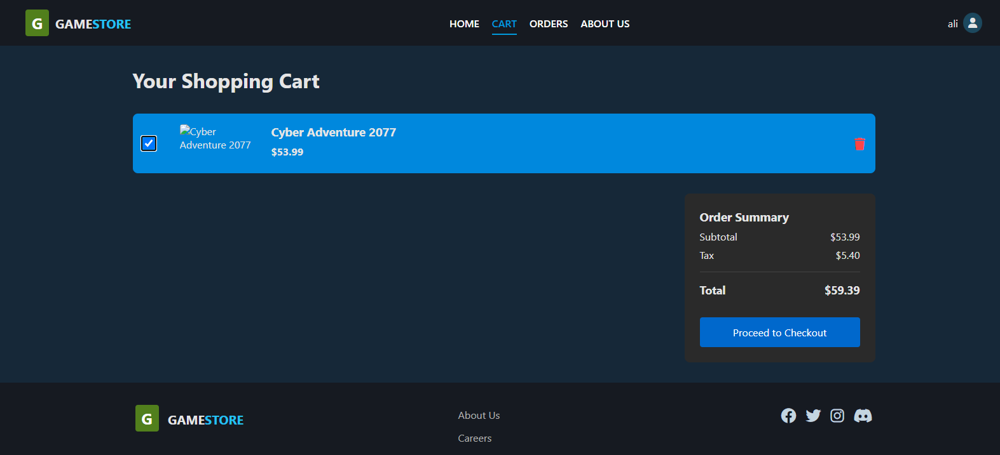 G GAMESTORE HOME CART ORDERS ABOUT US ali
Your Shopping Cart
Cyber Adventure 2077
Cyber Adventure 2077
$53.99
Order Summary
Subtotal $53.99
Tax $5.40
Total $59.39
Proceed to Checkout
G GAMESTORE
About Us
Careers